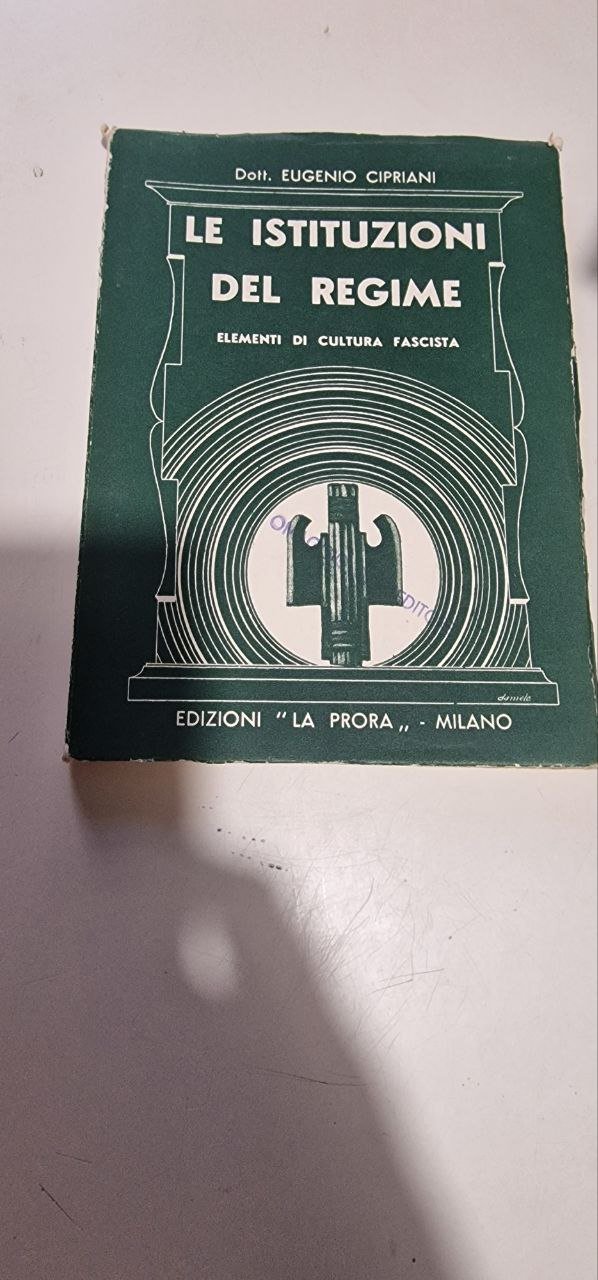 Dott. EUGENIO CIPRIANI
LE ISTITUZIONI
DEL REGIME
ELEMENTI DI CULTURA FASCISTA
EDIZIONI “LA PRORA„ - MILANO